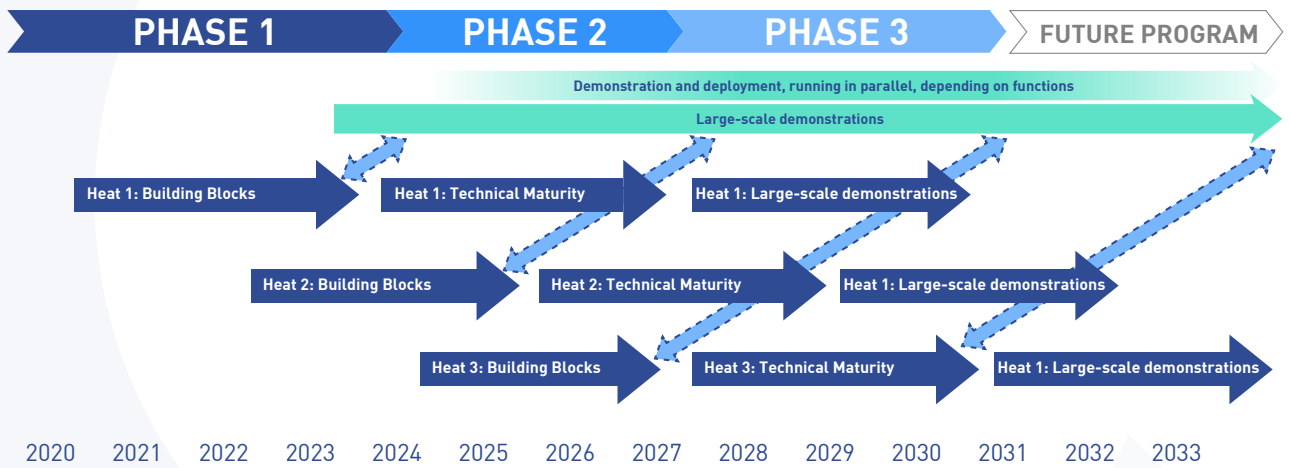 PHASE 1 PHASE 2 PHASE 3 FUTURE PROGRAM
Demonstration and deployment, running in parallel, depending on functions
Large-scale demonstrations
Heat 1: Building Blocks Heat 1: Technical Maturity Heat 1: Large-scale demonstrations
Heat 2: Building Blocks Heat 2: Technical Maturity Heat 1: Large-scale demonstrations
Heat 3: Building Blocks Heat 3: Technical Maturity Heat 1: Large-scale demonstrations
2020 2021 2022 2023 2024 2025 2026 2027 2028 2029 2030 2031 2032 2033